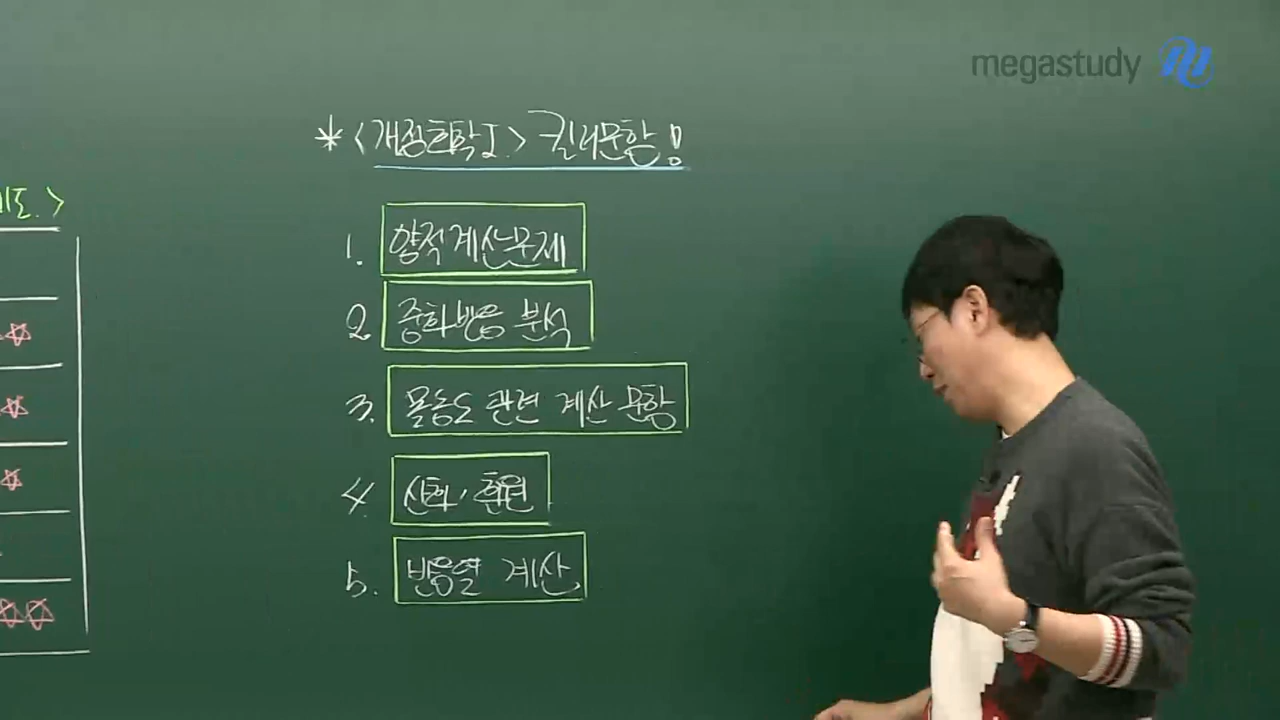 megastudy
*<개정화학I.> 킬러문항!
1. 양적계산문제
2. 중화반응 분석
3. 몰농도 관련 계산 문항
4. 산화, 환원
5. 반응열 계산